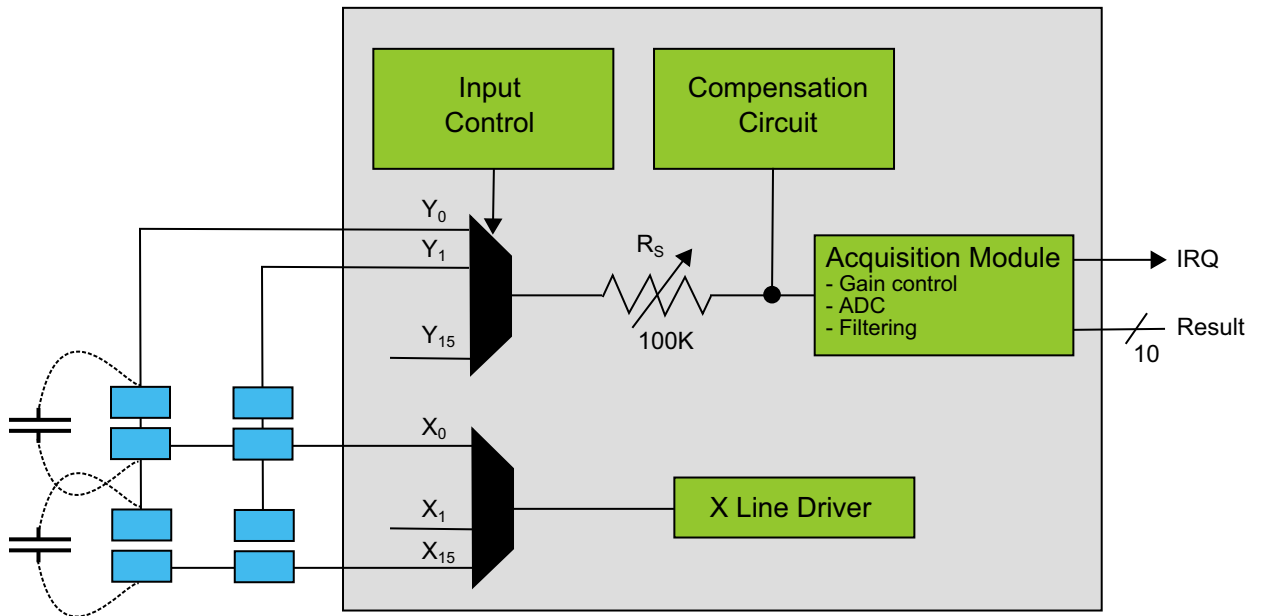 Input
Control
Compensation
Circuit
Y0
Y1
Y15
RS
100K
Acquisition Module
- Gain control
- ADC
- Filtering
IRQ
Result
10
X0
X1
X15
X Line Driver